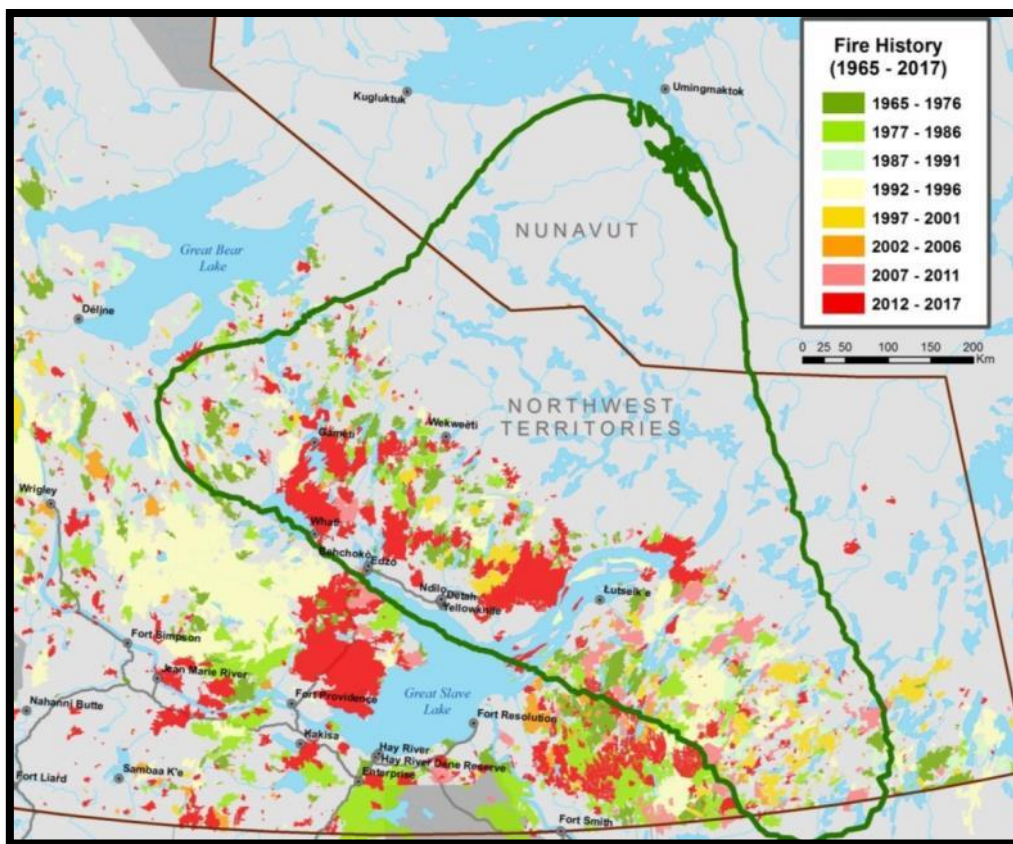 Fire History
(1965 - 2017)
1965 - 1976
1977 - 1986
1987 - 1991
1992 - 1996
1997 - 2001
2002 - 2006
2007 - 2011
2012 - 2017
0 25 50 100 150 200
Km
Kugluktuk
Umingmaktok
NUNAVUT
Great Bear
Lake
Déljne
NORTHWEST
TERRITORIES
Wekweètì
Gamètì
Wrigley
Whatì
Behchokò
Edzo
Ndilo
Detah
Yellowknife
Łutselk'e
Fort Simpson
Jean Marie River
Fort Providence
Great Slave
Lake
Nahanni Butte
Fort Resolution
Kakisa
Hay River
Hay River Dene Reserve
Enterprise
Fort Liard
Sambaa K'e
Fort Smith